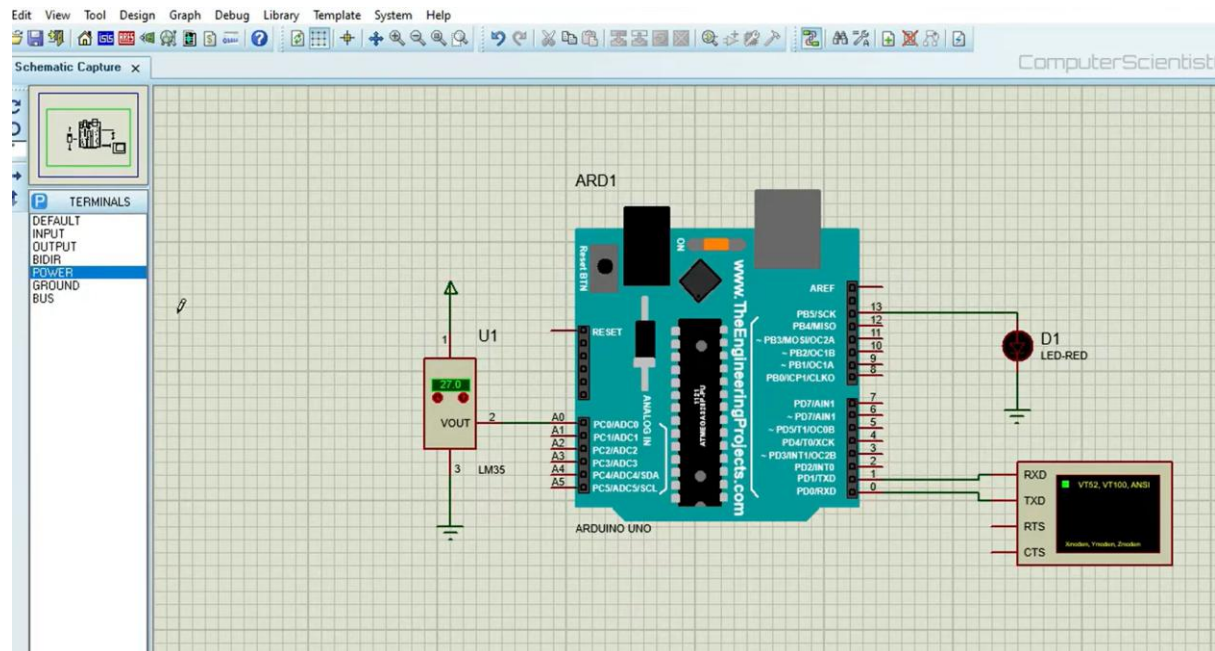 Edit View Tool Design Graph Debug Library Template System Help
Schematic Capture
ComputerScientist
P TERMINALS
DEFAULT
INPUT
OUTPUT
BIDIR
POWER
GROUND
BUS
ARD1
Reset BTN
ON
www.TheEngineeringProjects.com
RESET
ANALOG IN
1121
ATMEGA328P-PU
A0 PC0/ADC0
A1 PC1/ADC1
A2 PC2/ADC2
A3 PC3/ADC3
A4 PC4/ADC4/SDA
A5 PC5/ADC5/SCL
ARDUINO UNO
AREF
PB5/SCK 13
PB4/MISO 12
~ PB3/MOSI/OC2A 11
~ PB2/OC1B 10
~ PB1/OC1A 9
PB0/ICP1/CLKO 8
PD7/AIN1 7
~ PD7/AIN1 6
~ PD5/T1/OC0B 5
PD4/T0/XCK 4
~ PD3/INT1/OC2B 3
PD2/INT0 2
PD1/TXD 1
PD0/RXD 0
1
U1
27.0
VOUT 2
3
LM35
D1
LED-RED
RXD
TXD
RTS
CTS
VT52, VT100, ANSI
Xmodem, Ymodem, Zmodem